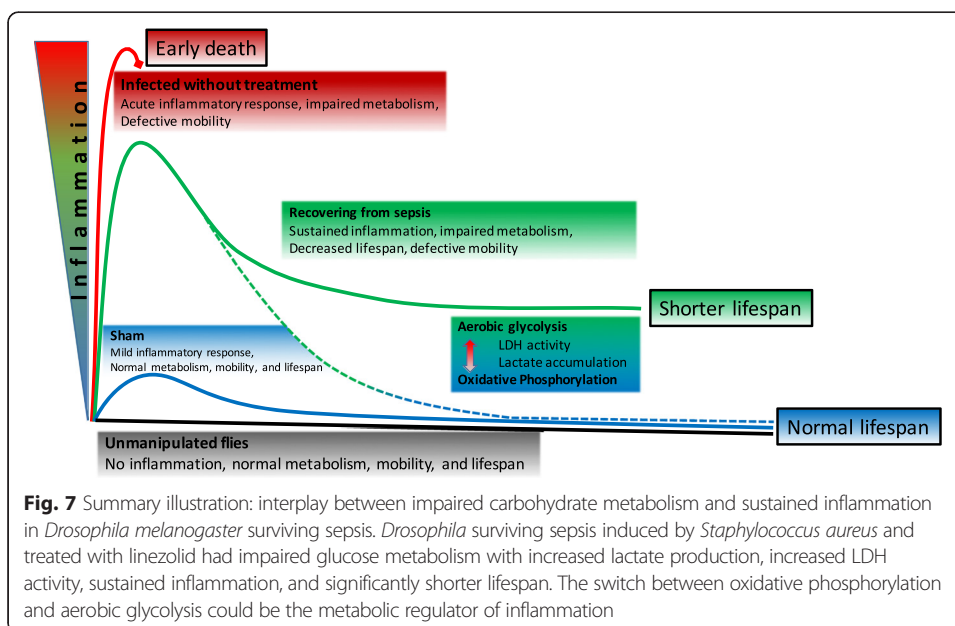 Early death
Inflammation
Infected without treatment
Acute inflammatory response, impaired metabolism,
Defective mobility
Recovering from sepsis
Sustained inflammation, impaired metabolism,
Decreased lifespan, defective mobility
Shorter lifespan
Sham
Mild inflammatory response,
Normal metabolism, mobility, and lifespan
Aerobic glycolysis
LDH activity
Lactate accumulation
Oxidative Phosphorylation
Normal lifespan
Unmanipulated flies
No inflammation, normal metabolism, mobility, and lifespan
Fig. 7 Summary illustration: interplay between impaired carbohydrate metabolism and sustained inflammation
in Drosophila melanogaster surviving sepsis. Drosophila surviving sepsis induced by Staphylococcus aureus and
treated with linezolid had impaired glucose metabolism with increased lactate production, increased LDH
activity, sustained inflammation, and significantly shorter lifespan. The switch between oxidative phosphorylation
and aerobic glycolysis could be the metabolic regulator of inflammation